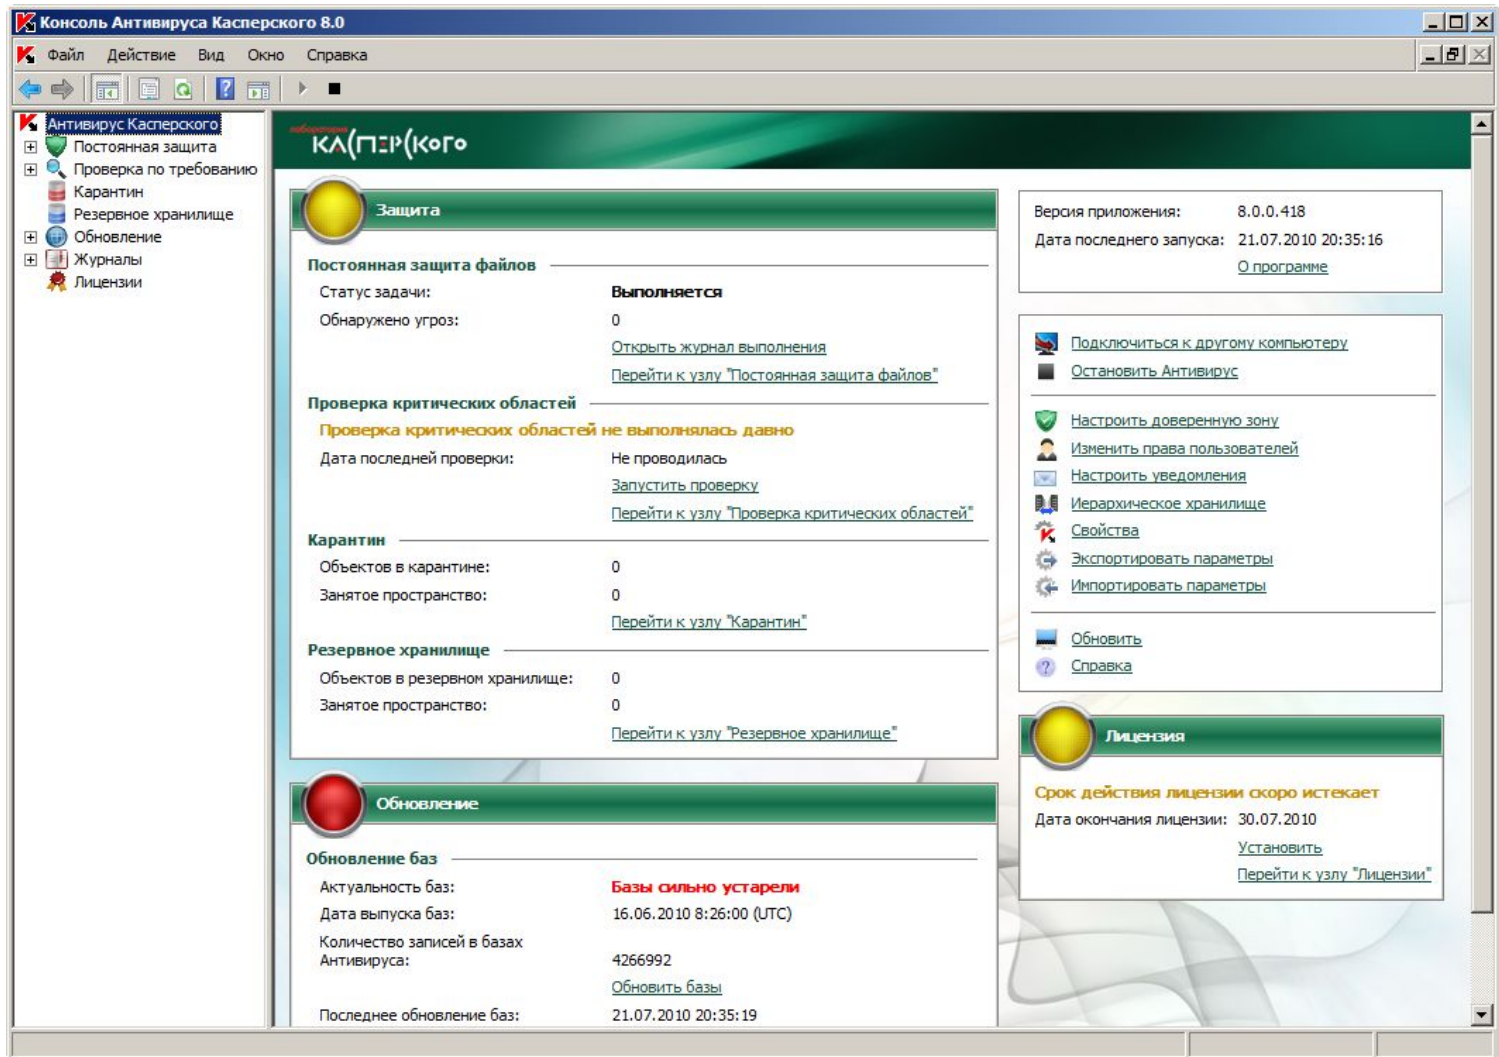 Консоль Антивируса Касперского 8.0
Файл Действие Вид Окно Справка
Антивирус Касперского
Постоянная защита
Проверка по требованию
Карантин
Резервное хранилище
Обновление
Журналы
Лицензии
лаборатория
КАСПЕРСКОГО
Защита
Постоянная защита файлов
Статус задачи: Выполняется
Обнаружено угроз: 0
Открыть журнал выполнения
Перейти к узлу "Постоянная защита файлов"
Проверка критических областей
Проверка критических областей не выполнялась давно
Дата последней проверки: Не проводилась
Запустить проверку
Перейти к узлу "Проверка критических областей"
Карантин
Объектов в карантине: 0
Занятое пространство: 0
Перейти к узлу "Карантин"
Резервное хранилище
Объектов в резервном хранилище: 0
Занятое пространство: 0
Перейти к узлу "Резервное хранилище"
Обновление
Обновление баз
Актуальность баз: Базы сильно устарели
Дата выпуска баз: 16.06.2010 8:26:00 (UTC)
Количество записей в базах
Антивируса: 4266992
Обновить базы
Последнее обновление баз: 21.07.2010 20:35:19
Версия приложения: 8.0.0.418
Дата последнего запуска: 21.07.2010 20:35:16
О программе
Подключиться к другому компьютеру
Остановить Антивирус
Настроить доверенную зону
Изменить права пользователей
Настроить уведомления
Иерархическое хранилище
Свойства
Экспортировать параметры
Импортировать параметры
Обновить
Справка
Лицензия
Срок действия лицензии скоро истекает
Дата окончания лицензии: 30.07.2010
Установить
Перейти к узлу "Лицензии"